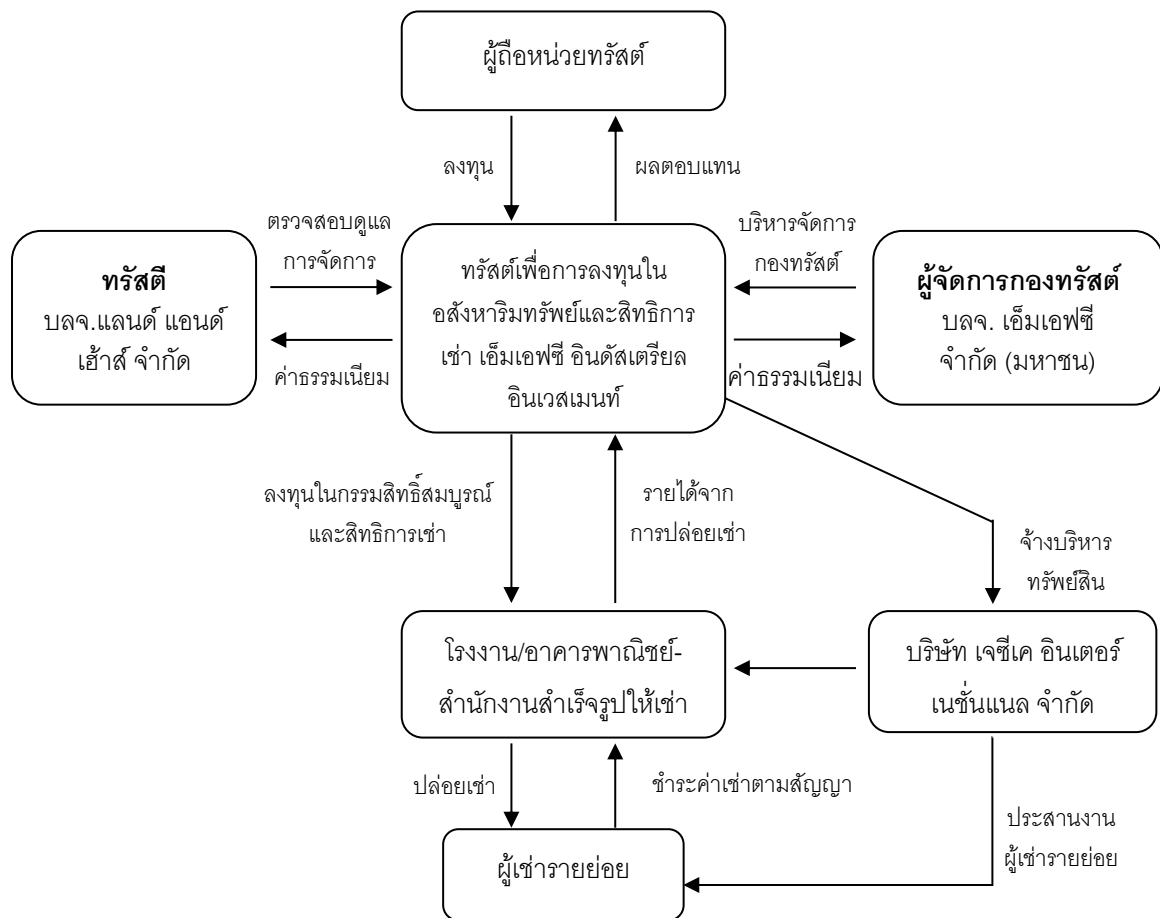 ผู้ถือหน่วยทรัสต์
ลงทุน
ผลตอบแทน
ตรวจสอบดูแล
การจัดการ
บริหารจัดการ
กองทรัสต์
ทรัสตี
บลจ.แลนด์ แอนด์
เฮ้าส์ จำกัด
ทรัสต์เพื่อการลงทุนใน
อสังหาริมทรัพย์และสิทธิการ
เช่า เอ็มเอฟซี อินดัสเตรียล
อินเวสเมนท์
ผู้จัดการกองทรัสต์
บลจ. เอ็มเอฟซี
จำกัด (มหาชน)
ค่าธรรมเนียม
ค่าธรรมเนียม
ลงทุนในกรรมสิทธิ์สมบูรณ์
และสิทธิการเช่า
รายได้จาก
การปล่อยเช่า
จ้างบริหาร
ทรัพย์สิน
โรงงาน/อาคารพาณิชย์-
สำนักงานสำเร็จรูปให้เช่า
บริษัท เจซีเค อินเตอร์
เนชั่นแนล จำกัด
ปล่อยเช่า
ชำระค่าเช่าตามสัญญา
ประสานงาน
ผู้เช่ารายย่อย
ผู้เช่ารายย่อย